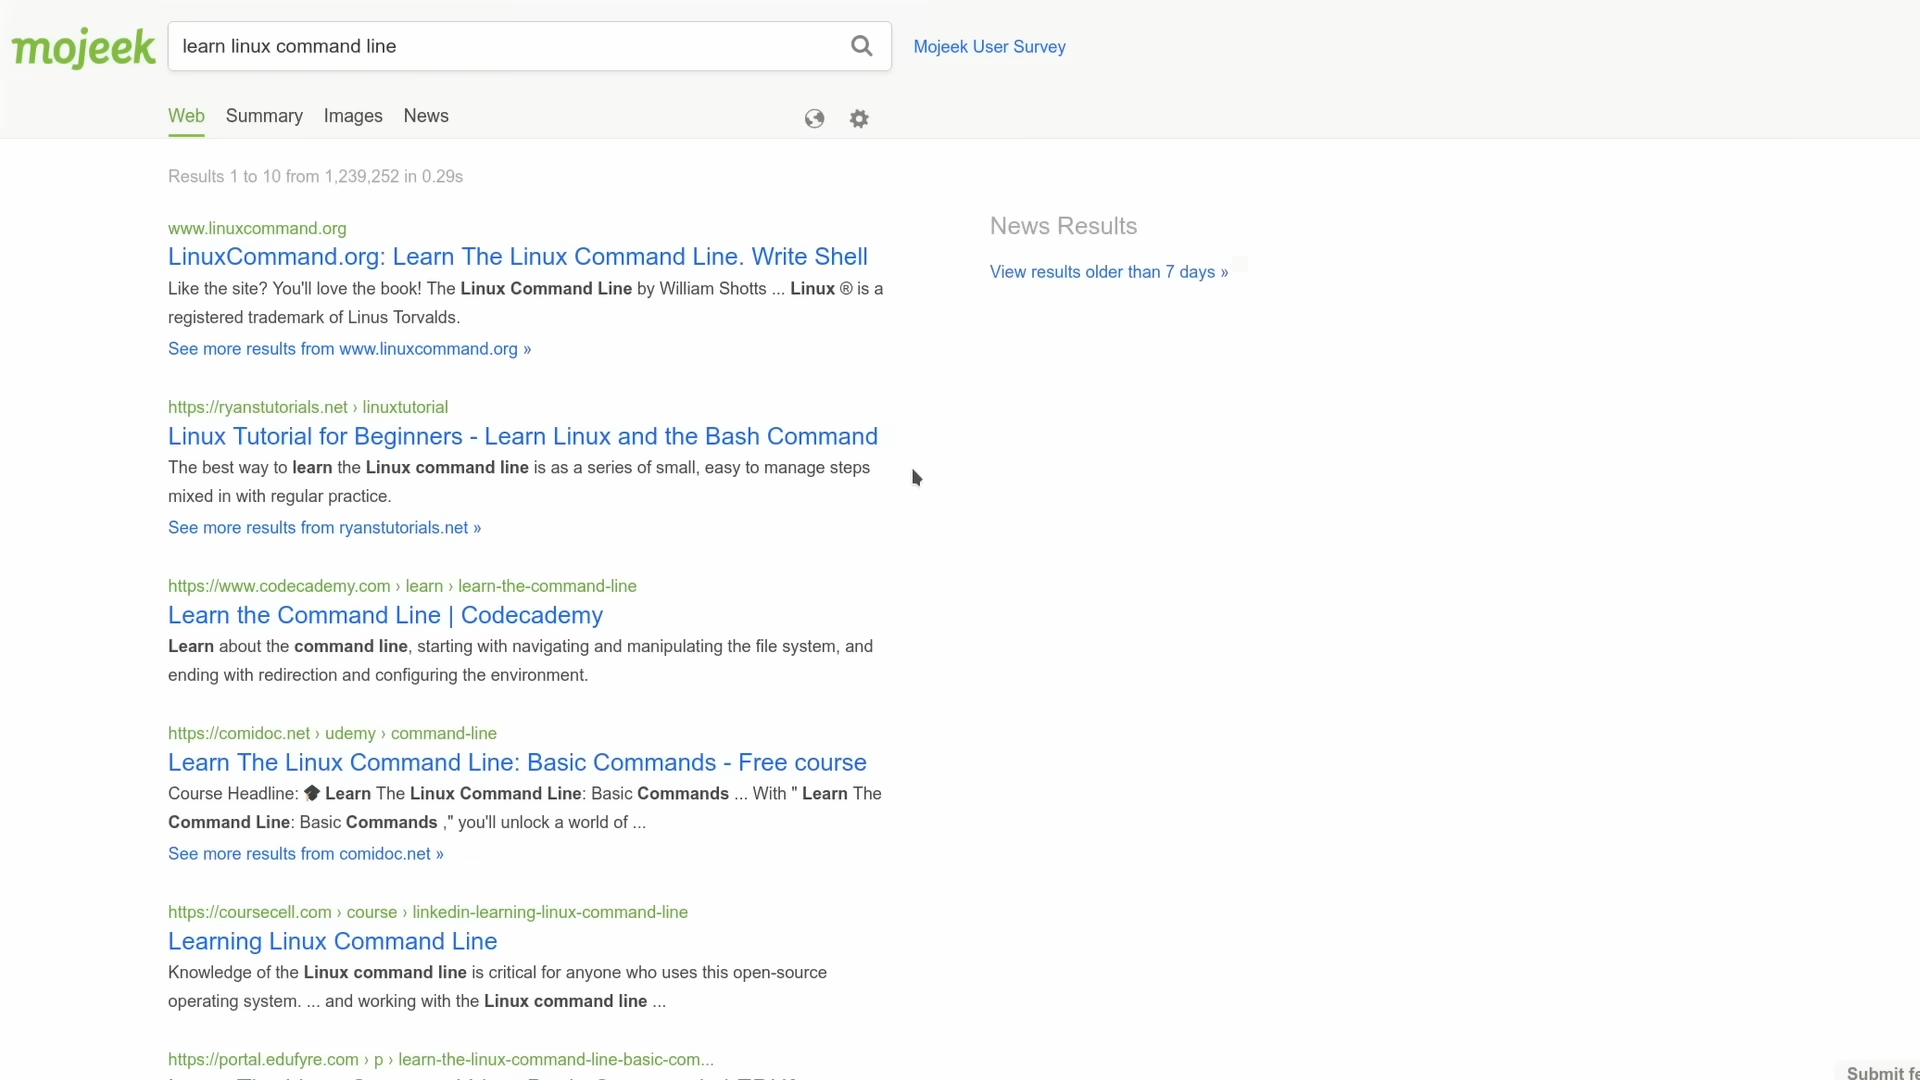 mojeek
learn linux command line
Mojeek User Survey
Web Summary Images News
Results 1 to 10 from 1,239,252 in 0.29s
www.linuxcommand.org
LinuxCommand.org: Learn The Linux Command Line. Write Shell
Like the site? You'll love the book! The Linux Command Line by William Shotts ... Linux ® is a
registered trademark of Linus Torvalds.
See more results from www.linuxcommand.org »
News Results
View results older than 7 days »
https://ryanstutorials.net › linuxtutorial
Linux Tutorial for Beginners - Learn Linux and the Bash Command
The best way to learn the Linux command line is as a series of small, easy to manage steps
mixed in with regular practice.
See more results from ryanstutorials.net »
https://www.codecademy.com › learn › learn-the-command-line
Learn the Command Line | Codecademy
Learn about the command line, starting with navigating and manipulating the file system, and
ending with redirection and configuring the environment.
https://comidoc.net › udemy › command-line
Learn The Linux Command Line: Basic Commands - Free course
Course Headline: 🎓 Learn The Linux Command Line: Basic Commands ... With " Learn The
Command Line: Basic Commands ," you'll unlock a world of ...
See more results from comidoc.net »
https://coursecell.com › course › linkedin-learning-linux-command-line
Learning Linux Command Line
Knowledge of the Linux command line is critical for anyone who uses this open-source
operating system. ... and working with the Linux command line ...
https://portal.edufyre.com › p › learn-the-linux-command-line-basic-com...
Submit fe